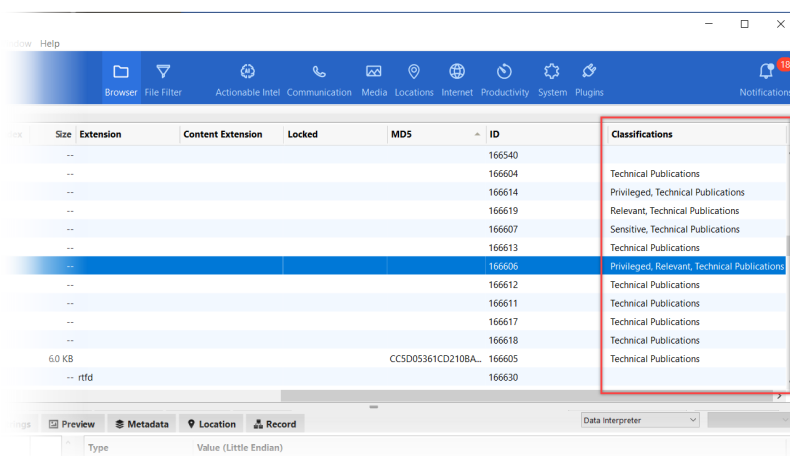 Help
Browser File Filter Actionable Intel Communication Media Locations Internet Productivity System Plugins Notifications 18
Size Extension Content Extension Locked MD5 ID Classifications
-- 166540
-- 166604 Technical Publications
-- 166614 Privileged, Technical Publications
-- 166619 Relevant, Technical Publications
-- 166607 Sensitive, Technical Publications
-- 166613 Technical Publications
-- 166606 Privileged, Relevant, Technical Publications
-- 166612 Technical Publications
-- 166611 Technical Publications
-- 166617 Technical Publications
-- 166618 Technical Publications
6.0 KB CC5D05361CD210BA... 166605 Technical Publications
-- rtfd 166630
Preview Metadata Location Record Data Interpreter
Type Value (Little Endian)